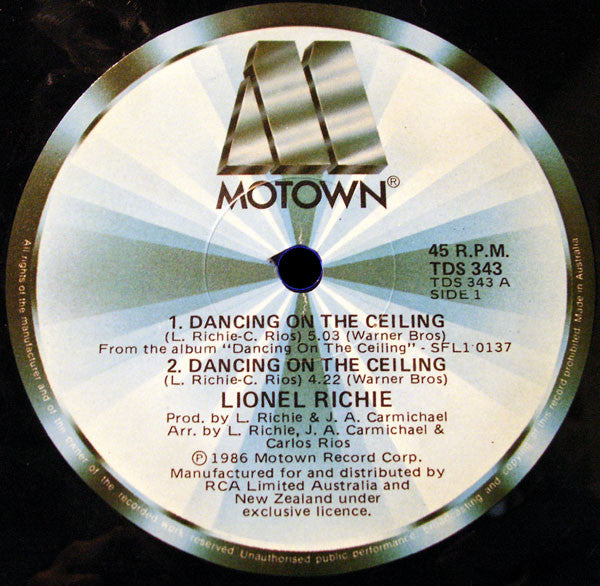 MOTOWN®
45 R.P.M.
TDS 343
TDS 343 A
SIDE 1
1. DANCING ON THE CEILING
(L. Richie-C. Rios) 5.03 (Warner Bros)
From the album "Dancing On The Ceiling" - SFL1 0137
2. DANCING ON THE CEILING
(L. Richie-C. Rios) 4.22 (Warner Bros)
LIONEL RICHIE
Prod. by L. Richie & J. A. Carmichael
Arr. by L. Richie, J. A. Carmichael &
Carlos Rios
Ⓟ 1986 Motown Record Corp.
Manufactured for and distributed by
RCA Limited Australia and
New Zealand under
exclusive licence.
All rights of the manufacturer and of the owner of the recorded work reserved. Unauthorised public performance, broadcasting and copying of this record prohibited. Made in Australia